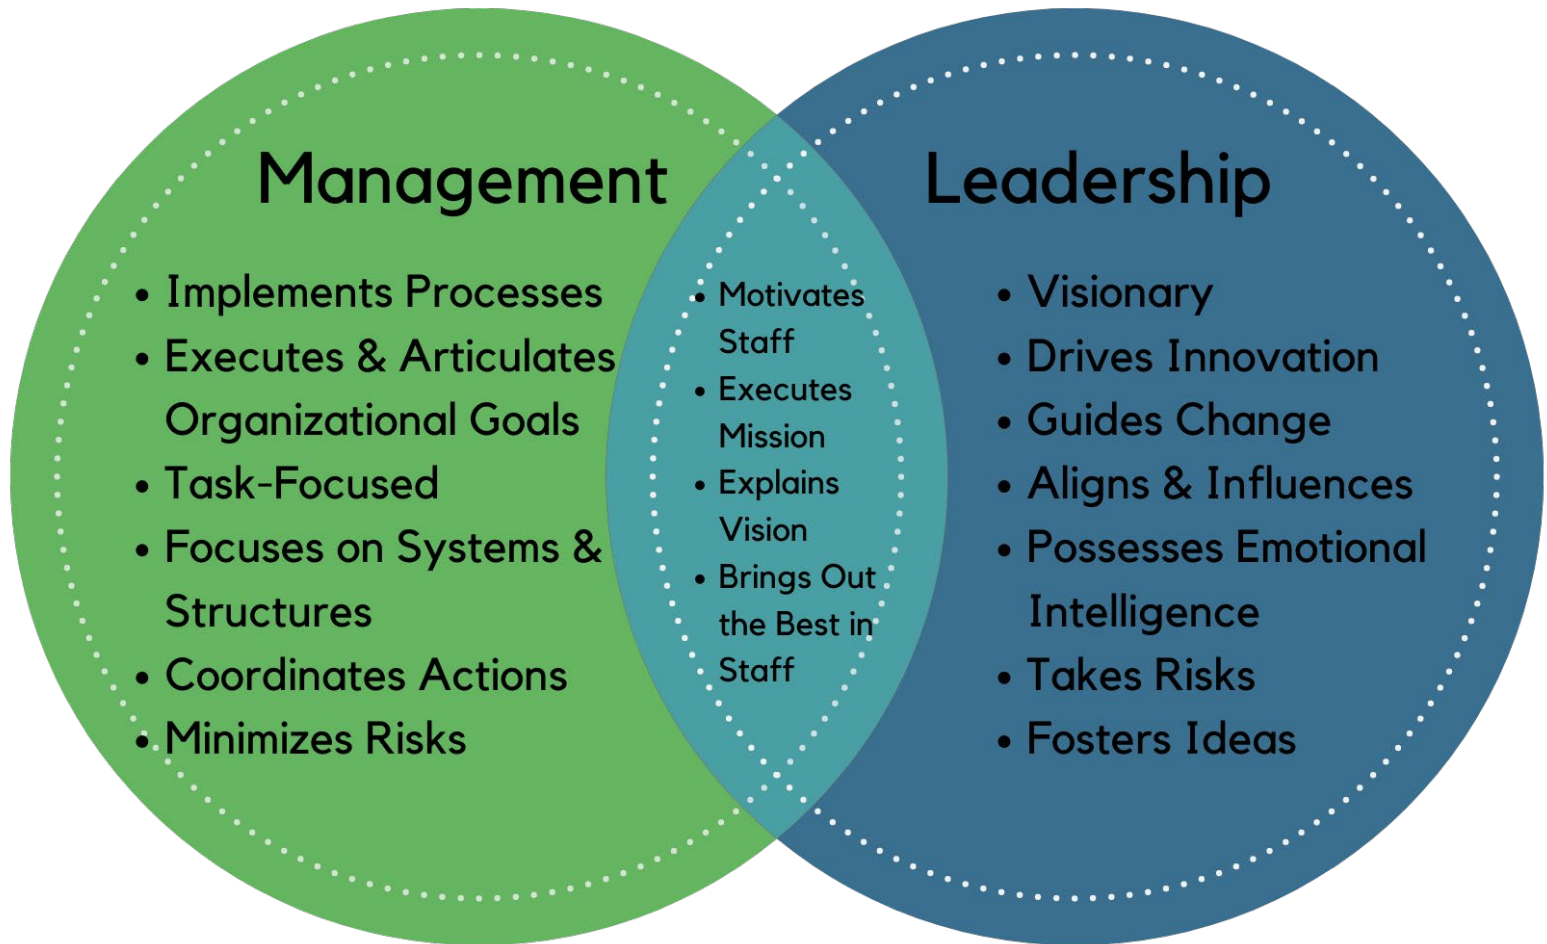 Management
• Implements Processes
• Executes & Articulates
Organizational Goals
• Task-Focused
• Focuses on Systems &
Structures
• Coordinates Actions
• Minimizes Risks
• Motivates
Staff
• Executes
Mission
• Explains
Vision
• Brings Out
the Best in
Staff
Leadership
• Visionary
• Drives Innovation
• Guides Change
• Aligns & Influences
• Possesses Emotional
Intelligence
• Takes Risks
• Fosters Ideas